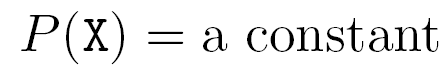 P(X) = a constant